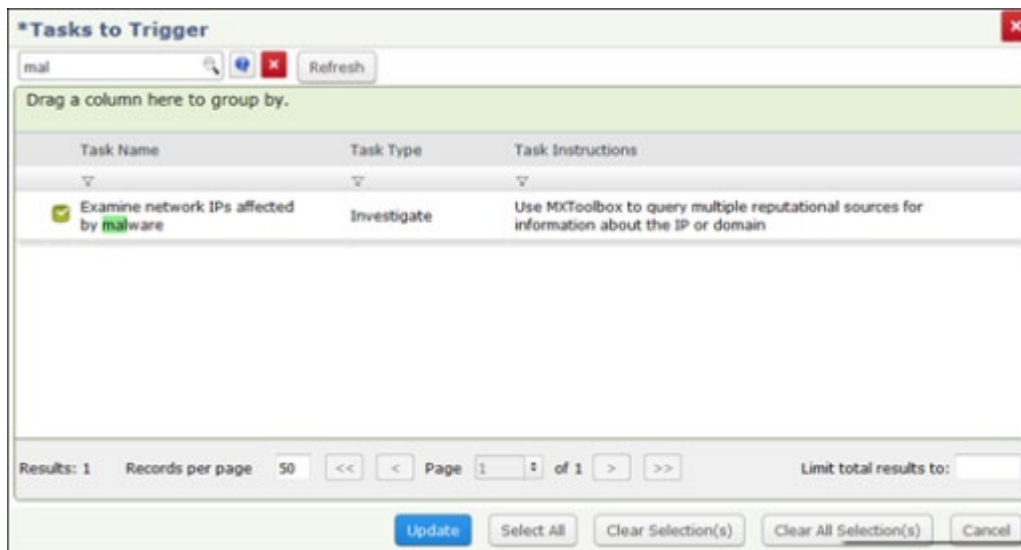 *Tasks to Trigger
mal Refresh
Drag a column here to group by.
Task Name Task Type Task Instructions
Examine network IPs affected
by malware
Investigate
Use MXToolbox to query multiple reputational sources for
information about the IP or domain
Results: 1 Records per page 50 << < Page 1 of 1 > >> Limit total results to:
Update Select All Clear Selection(s) Clear All Selection(s) Cancel